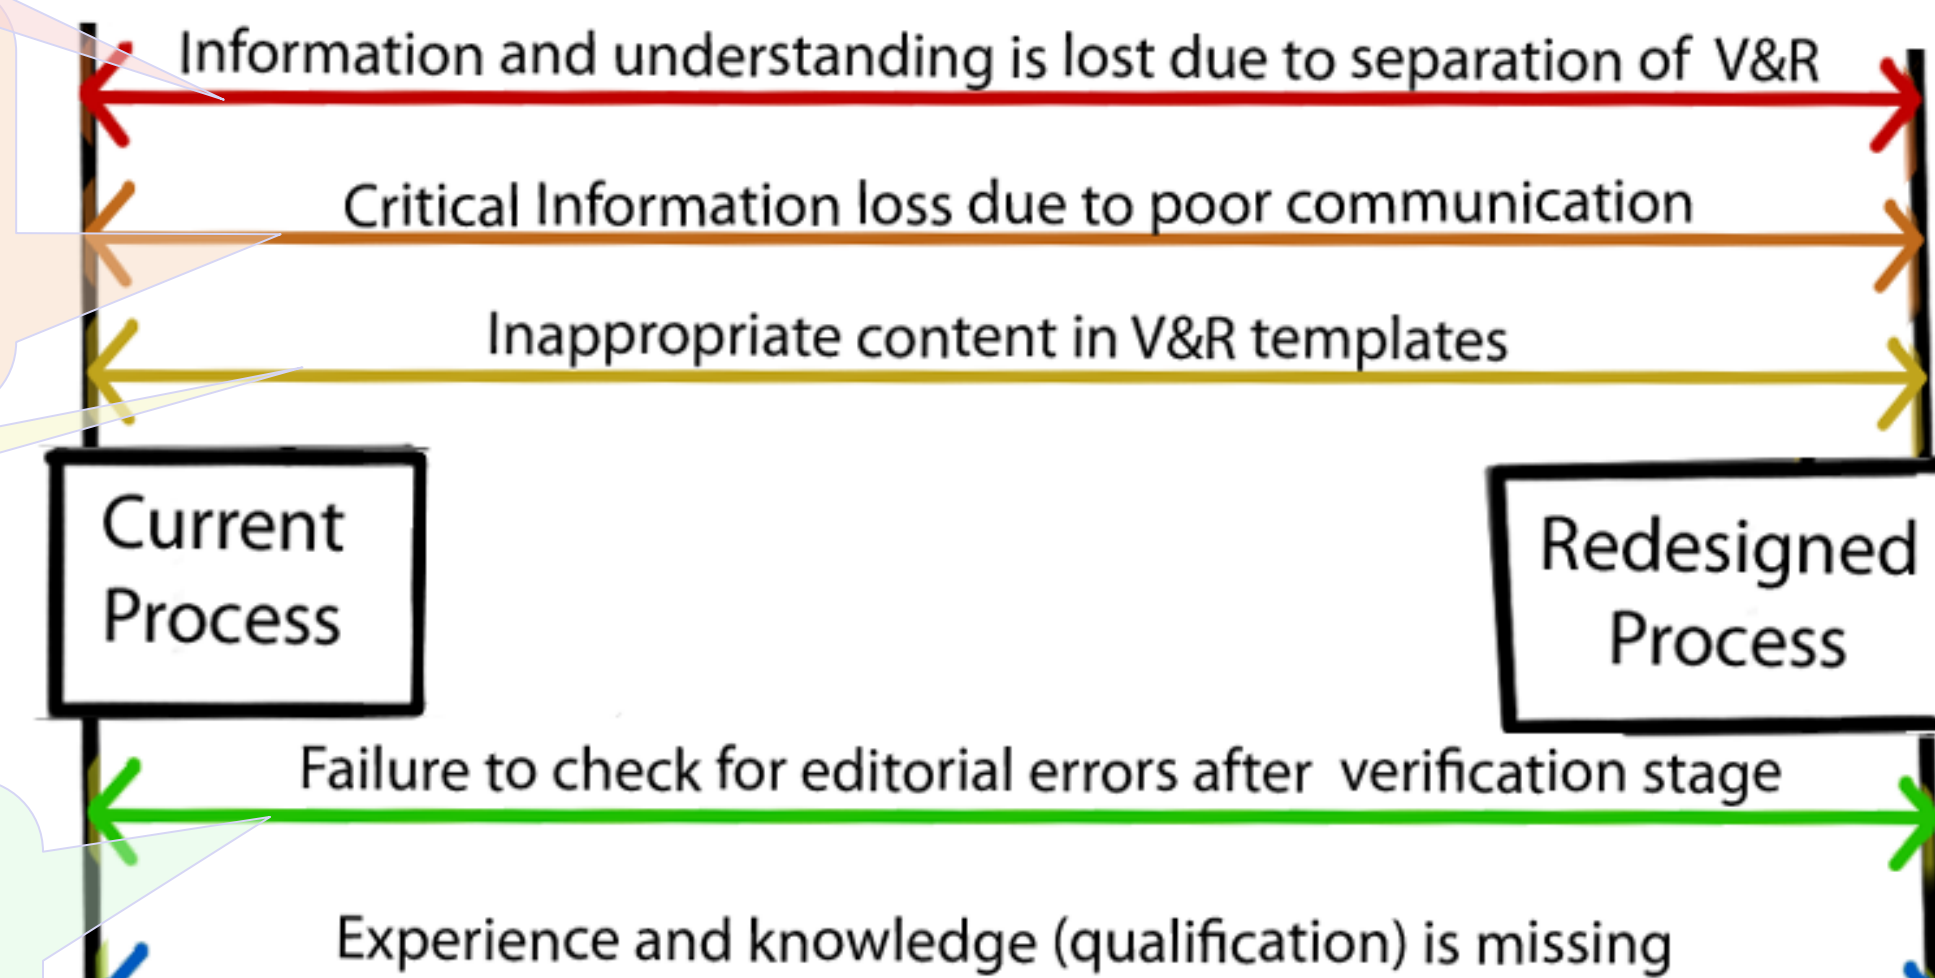 Information and understanding is lost due to separation of V&R
Critical Information loss due to poor communication
Inappropriate content in V&R templates
Current
Process
Redesigned
Process
Failure to check for editorial errors after verification stage
Experience and knowledge (qualification) is missing